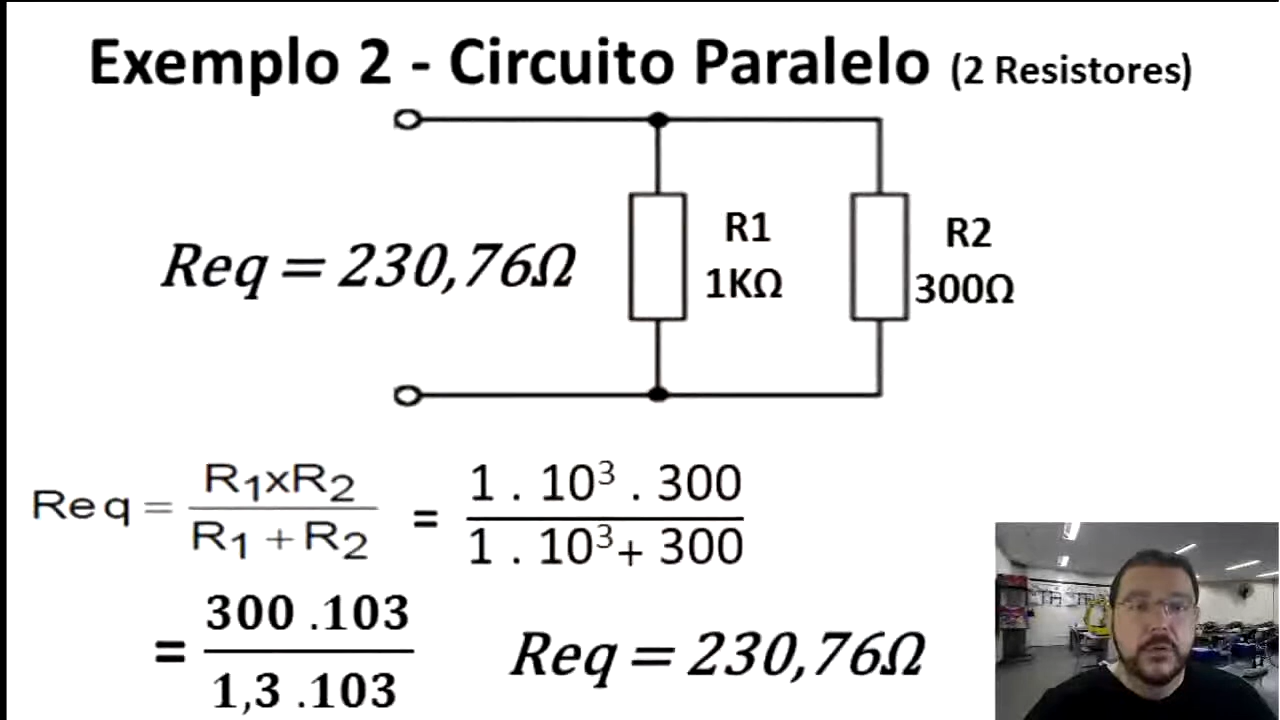 Exemplo 2 - Circuito Paralelo (2 Resistores)
Req = 230,76Ω
R1
1KΩ
R2
300Ω
Req = R₁xR₂ / R₁ + R₂ = 1 . 10³ . 300 / 1 . 10³+ 300
= 300 .103 / 1,3 .103
Req = 230,76Ω